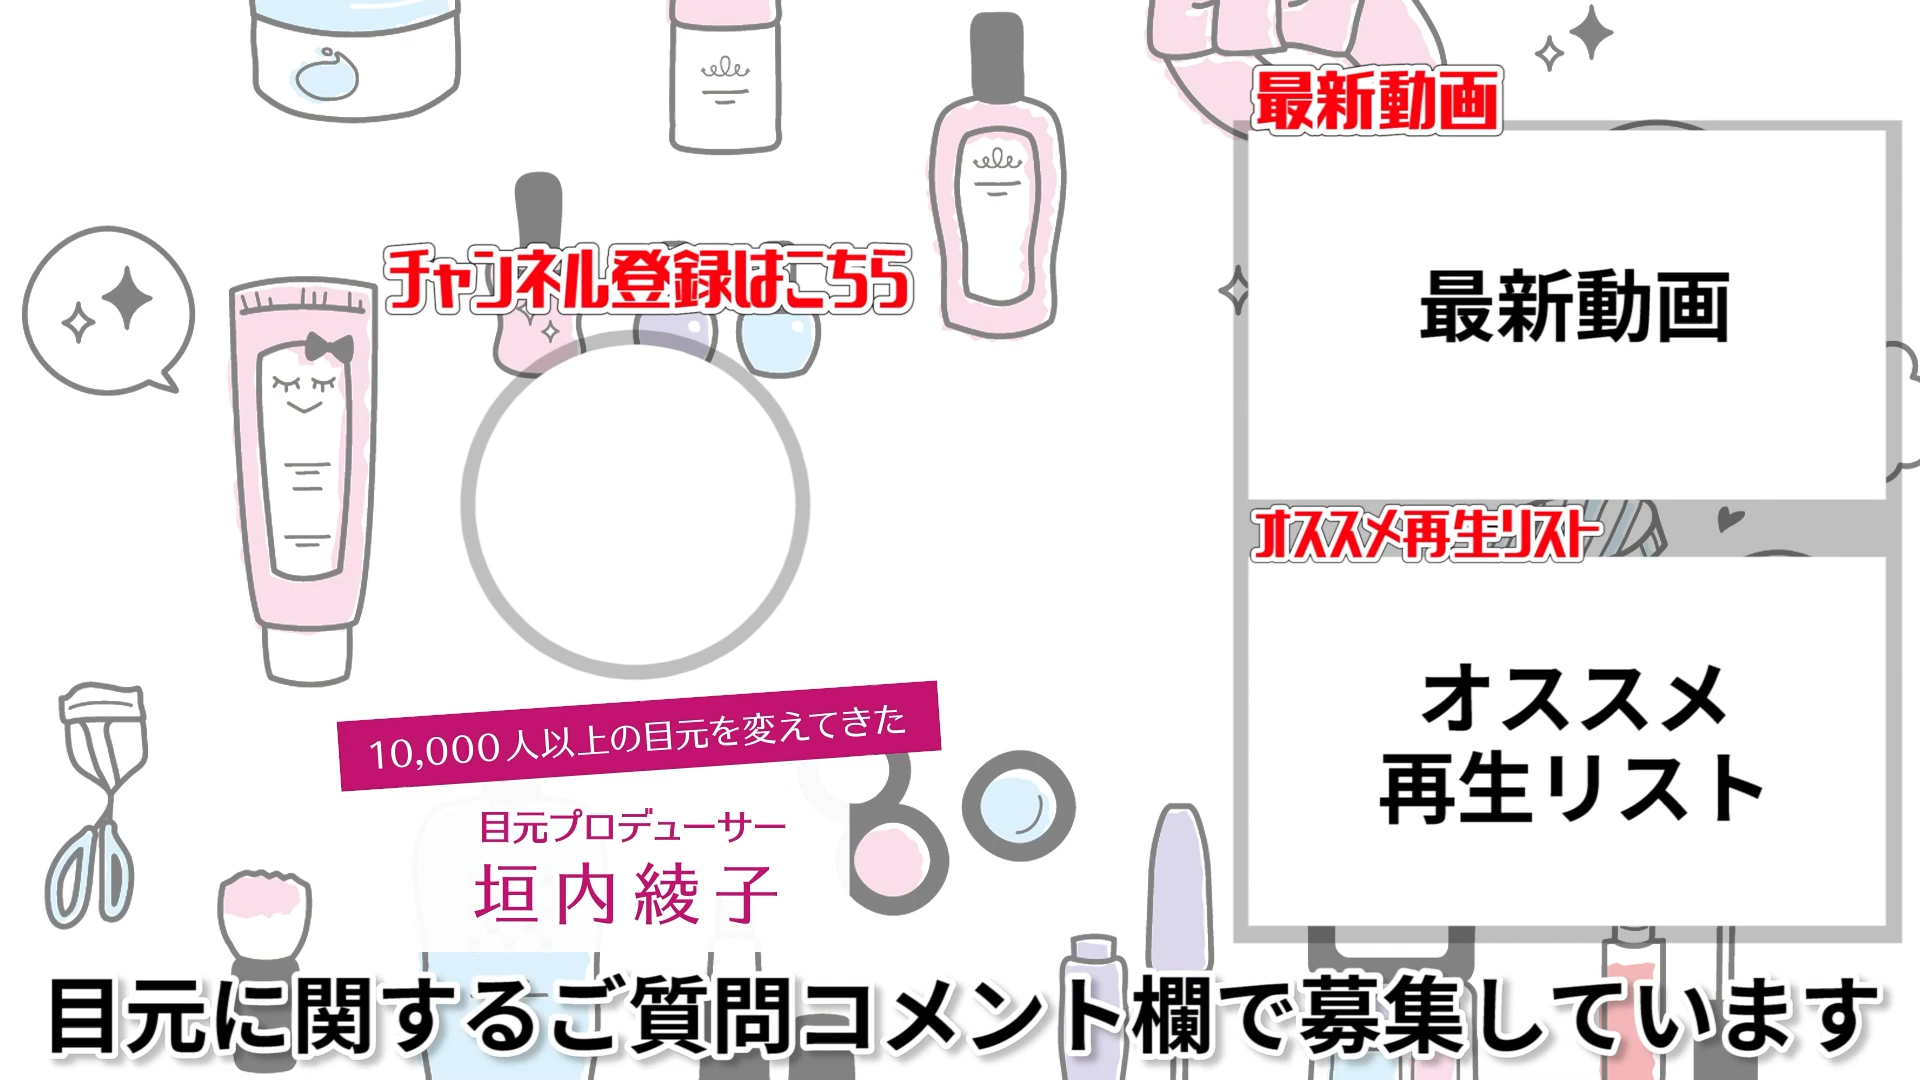 最新動画
最新動画
チャンネル登録はこちら
オススメ再生リスト
オススメ
再生リスト
10,000人以上の目元を変えてきた
目元プロデューサー
垣内綾子
目元に関するご質問コメント欄で募集しています